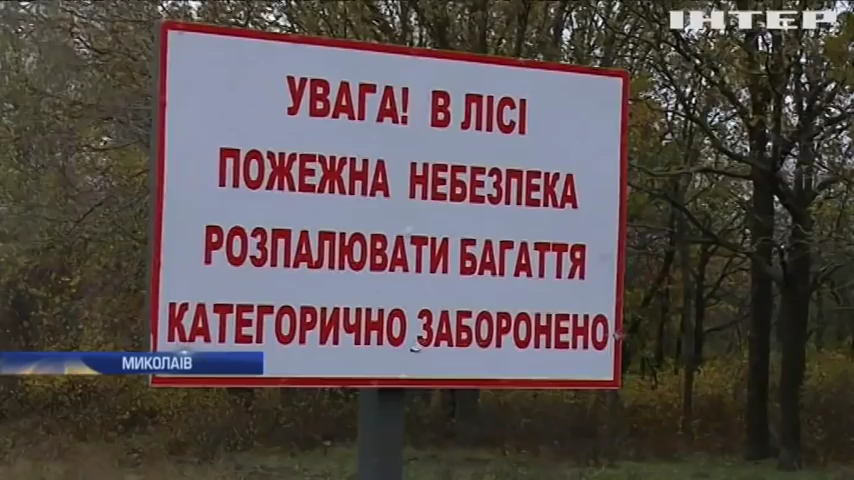 ІНТЕР
УВАГА! В ЛІСІ
ПОЖЕЖНА НЕБЕЗПЕКА
РОЗПАЛЮВАТИ БАГАТТЯ
КАТЕГОРИЧНО ЗАБОРОНЕНО
МИКОЛАЇВ